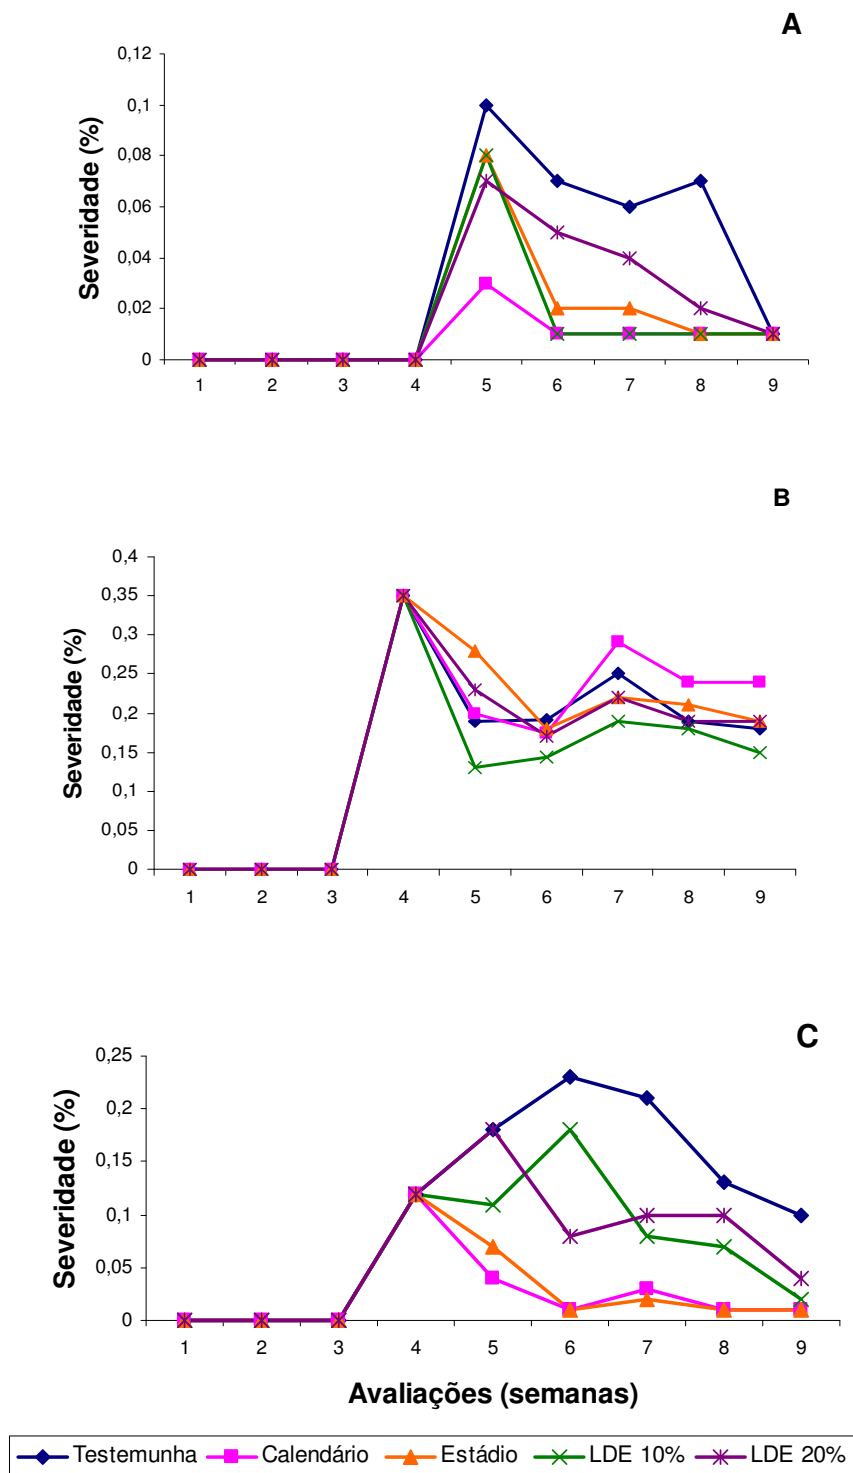 A
0,12
0,1
0,08
0,06
0,04
0,02
0
Severidade (%)
1 2 3 4 5 6 7 8 9
B
0,4
0,35
0,3
0,25
0,2
0,15
0,1
0,05
0
Severidade (%)
1 2 3 4 5 6 7 8 9
C
0,25
0,2
0,15
0,1
0,05
0
Severidade (%)
1 2 3 4 5 6 7 8 9
Avaliações (semanas)
Testemunha Calendário Estádio LDE 10% LDE 20%